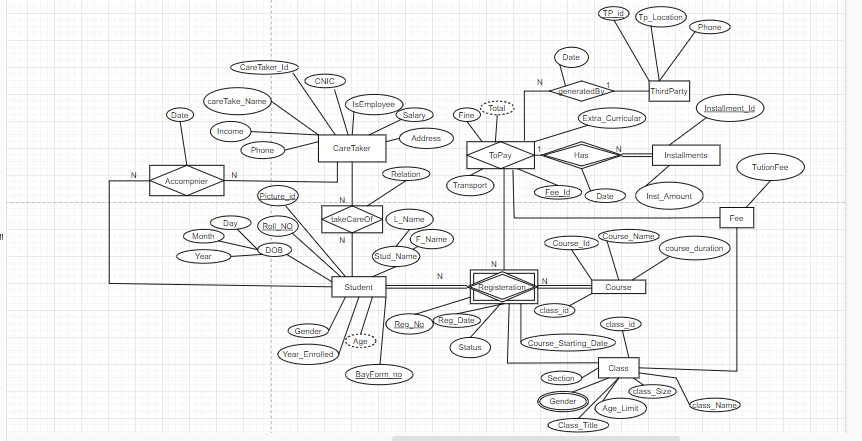 TP_id
Tp_Location
Phone
Date
N
generatedBy
1
ThirdParty
CareTaker_Id
CNIC
careTake_Name
IsEmployee
Salary
Fine
Total
Extra_Curricular
Installment_Id
Date
Income
Phone
CareTaker
Address
ToPay
1
Has
N
Installments
TutionFee
N
Accompnier
N
Relation
Transport
Fee_Id
Date
Inst_Amount
Picture_id
N
takeCareOf
N
L_Name
F_Name
Stud_Name
Fee
Day
Month
Year
DOB
Roll_NO
Course_Id
Course_Name
course_duration
!!
Student
N
N
Registeration
N
Course
class_id
Gender
Year_Enrolled
Age
BayForm_no
Reg_No
Reg_Date
Status
Course_Starting_Date
class_id
Class
Section
Gender
Class_Title
Age_Limit
class_Size
class_Name